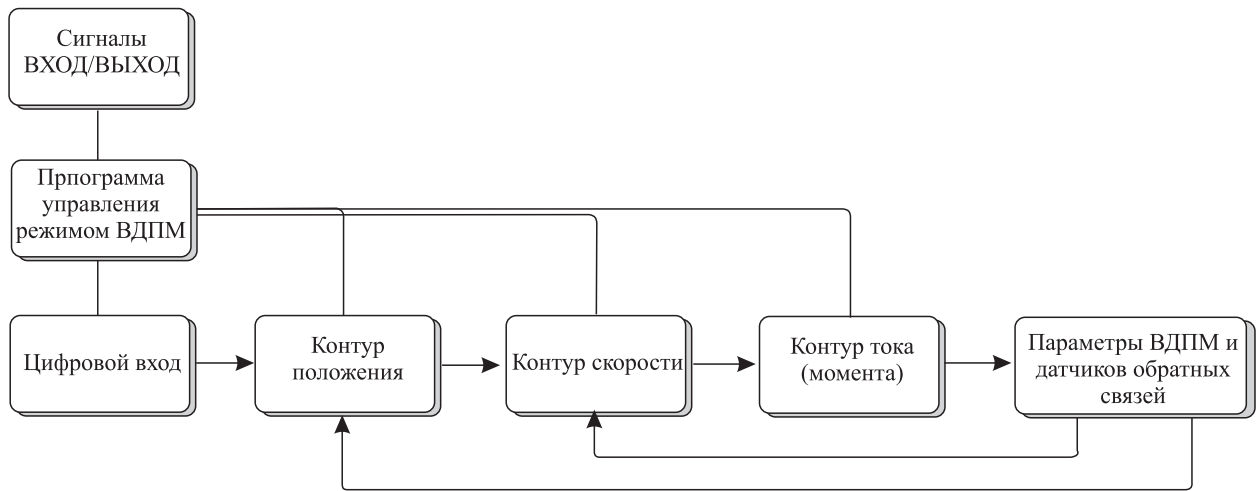 Сигналы
ВХОД/ВЫХОД
Прпограмма
управления
режимом ВДПМ
Цифровой вход
Контур
положения
Контур скорости
Контур тока
(момента)
Параметры ВДПМ и
датчиков обратных
связей